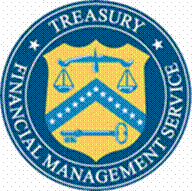 TREASURY
FINANCIAL MANAGEMENT SERVICE